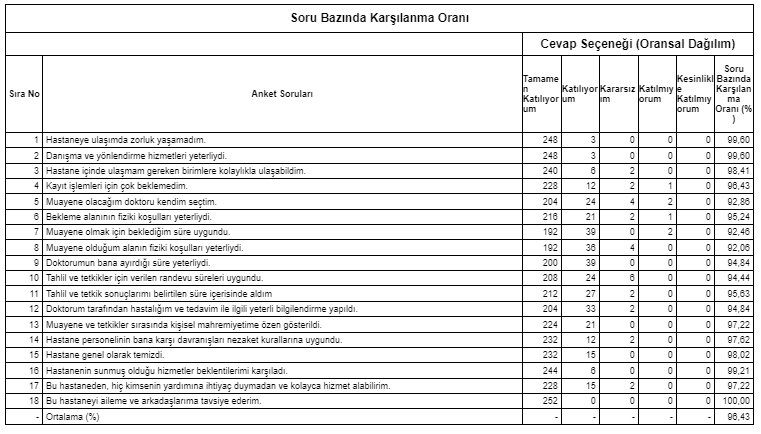 Soru Bazında Karşılanma Oranı
Cevap Seçeneği (Oransal Dağılım)
Sıra No Anket Soruları Tamamen Katılıyorum Katılıyorum Kararsızım Katılmıyorum Kesinlikle Katılmıyorum Soru Bazında Karşılanma Oranı (%)
1 Hastaneye ulaşımda zorluk yaşamadım. 248 3 0 0 0 99,60
2 Danışma ve yönlendirme hizmetleri yeterliydi. 248 3 0 0 0 99,60
3 Hastane içinde ulaşmam gereken birimlere kolaylıkla ulaşabildim. 240 6 2 0 0 98,41
4 Kayıt işlemleri için çok beklemedim. 228 12 2 1 0 96,43
5 Muayene olacağım doktoru kendim seçtim. 204 24 4 2 0 92,86
6 Bekleme alanının fiziki koşulları yeterliydi. 216 21 2 1 0 95,24
7 Muayene olmak için beklediğim süre uygundu. 192 39 0 2 0 92,46
8 Muayene olduğum alanın fiziki koşulları yeterliydi. 192 36 4 0 0 92,06
9 Doktorumun bana ayırdığı süre yeterliydi. 200 39 0 0 0 94,84
10 Tahlil ve tetkikler için verilen randevu süreleri uygundu. 208 24 6 0 0 94,44
11 Tahlil ve tetkik sonuçlarımı belirtilen süre içerisinde aldım 212 27 2 0 0 95,63
12 Doktorum tarafından hastalığım ve tedavim ile ilgili yeterli bilgilendirme yapıldı. 204 33 2 0 0 94,84
13 Muayene ve tetkikler sırasında kişisel mahremiyetime özen gösterildi. 224 21 0 0 0 97,22
14 Hastane personelinin bana karşı davranışları nezaket kurallarına uygundu. 232 12 2 0 0 97,62
15 Hastane genel olarak temizdi. 232 15 0 0 0 98,02
16 Hastanenin sunmuş olduğu hizmetler beklentilerimi karşıladı. 244 6 0 0 0 99,21
17 Bu hastaneden, hiç kimsenin yardımına ihtiyaç duymadan ve kolayca hizmet alabilirim. 228 15 2 0 0 97,22
18 Bu hastaneyi aileme ve arkadaşlarıma tavsiye ederim. 252 0 0 0 0 100,00
- Ortalama (%) - - - - - 96,43